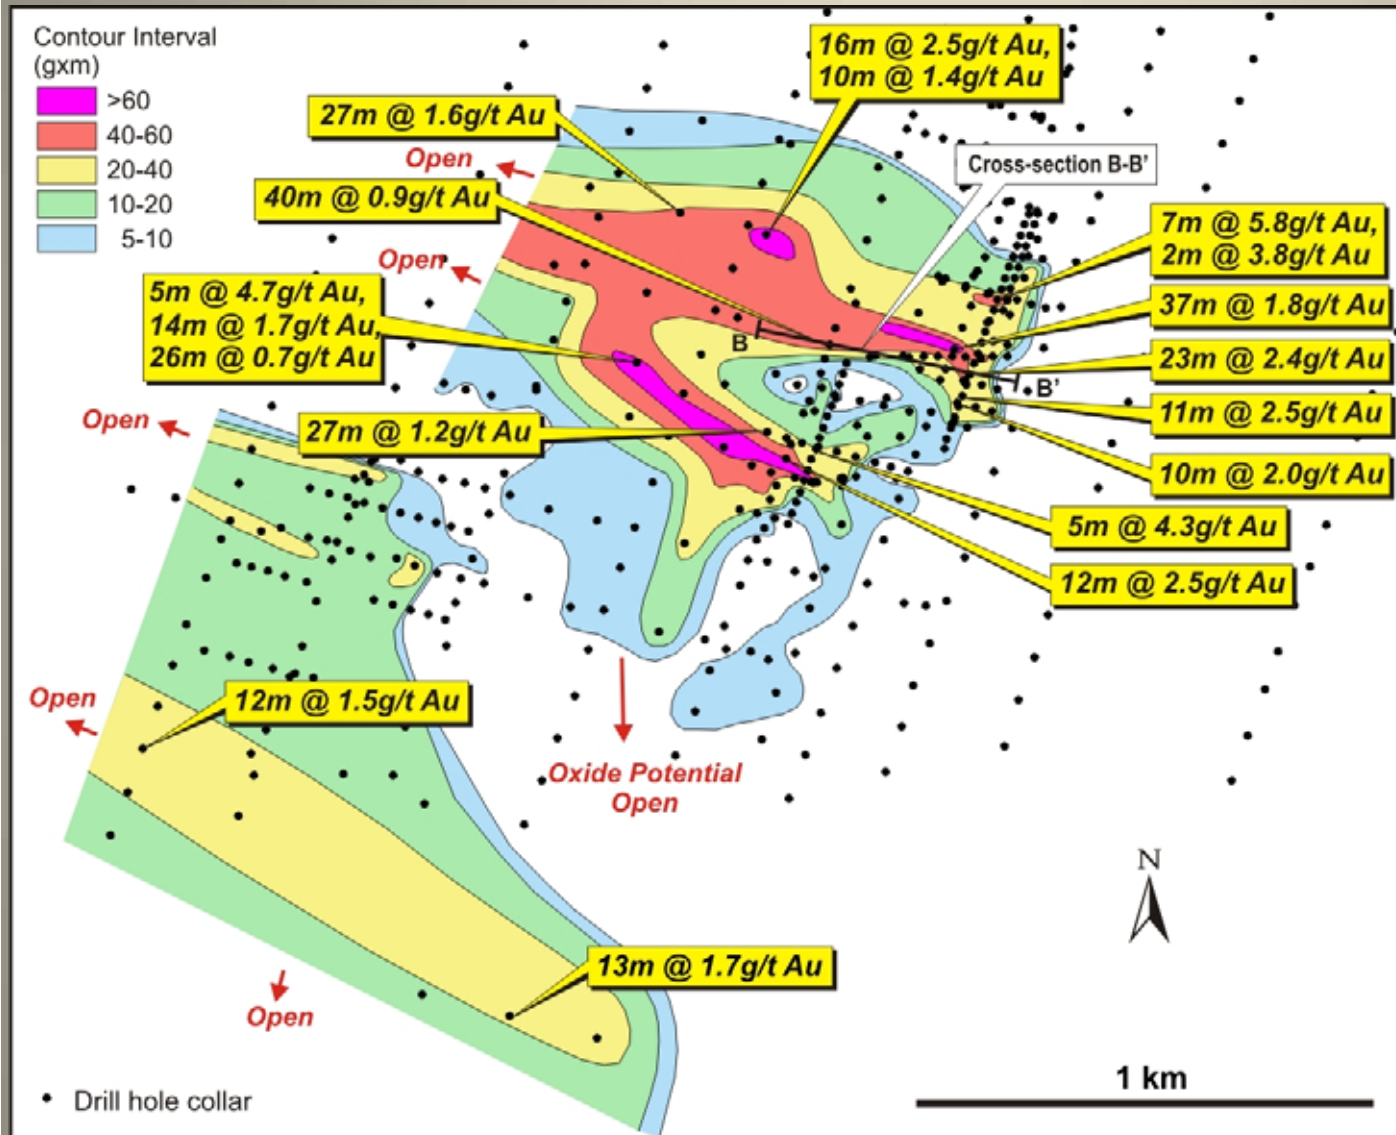 Contour Interval
(gxm)
>60
40-60
20-40
10-20
5-10
16m @ 2.5g/t Au,
10m @ 1.4g/t Au
27m @ 1.6g/t Au
Open
Cross-section B-B’
40m @ 0.9g/t Au
7m @ 5.8g/t Au,
2m @ 3.8g/t Au
Open
5m @ 4.7g/t Au,
14m @ 1.7g/t Au,
26m @ 0.7g/t Au
37m @ 1.8g/t Au
B
23m @ 2.4g/t Au
B’
11m @ 2.5g/t Au
Open
27m @ 1.2g/t Au
10m @ 2.0g/t Au
5m @ 4.3g/t Au
12m @ 2.5g/t Au
Open
12m @ 1.5g/t Au
Oxide Potential
Open
N
13m @ 1.7g/t Au
Open
1 km
Drill hole collar